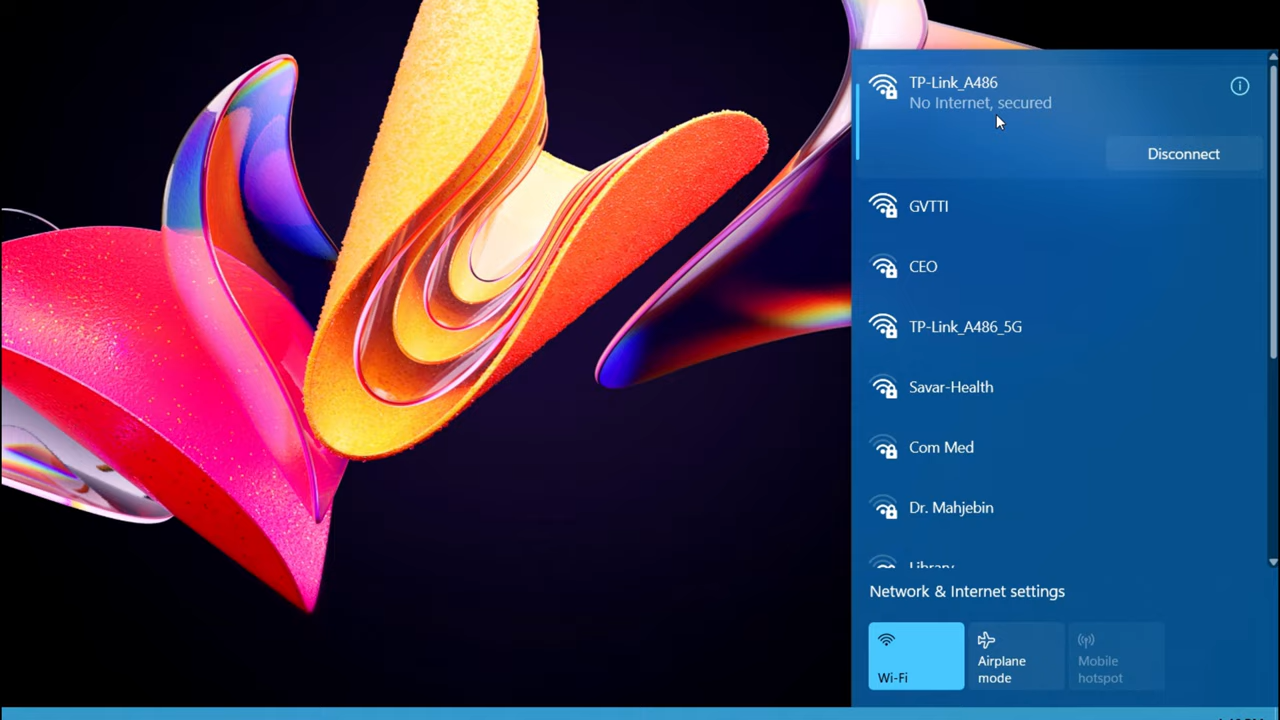 TP-Link_A486
No Internet, secured
Disconnect
GVTTI
CEO
TP-Link_A486_5G
Savar-Health
Com Med
Dr. Mahjebin
Library
Network & Internet settings
Wi-Fi
Airplane
mode
Mobile
hotspot